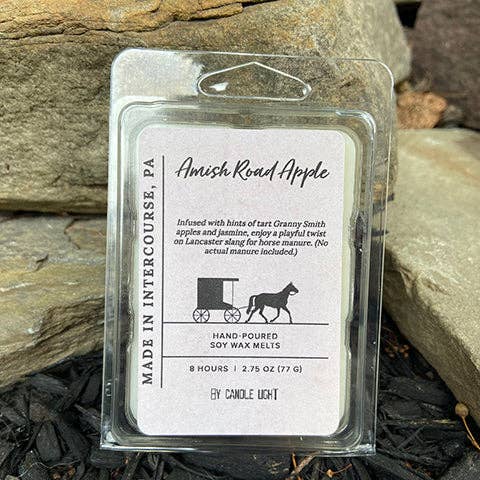 Amish Road Apple
MADE IN INTERCOURSE, PA
Infused with hints of tart Granny Smith
apples and jasmine, enjoy a playful twist
on Lancaster slang for horse manure. (No
actual manure included.)
HAND-POURED
SOY WAX MELTS
8 HOURS | 2.75 OZ (77 G)
BY CANDLE LIGHT